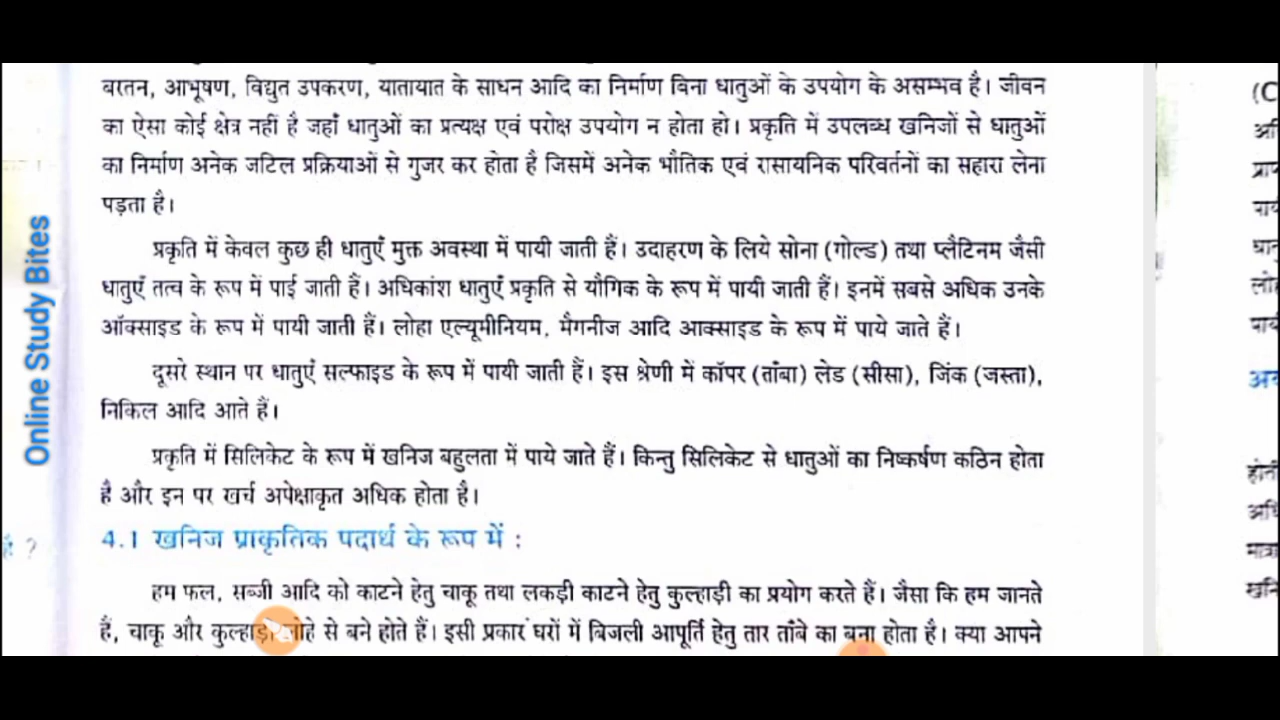 बरतन, आभूषण, विद्युत उपकरण, यातायात के साधन आदि का निर्माण विना धातुओं के उपयोग के असम्भव है। जीवन
का ऐसा कोई क्षेत्र नहीं है जहाँ धातुओं का प्रत्यक्ष एवं परोक्ष उपयोग न होता हो। प्रकृति में उपलब्ध खनिजों से धातुओं
का निर्माण अनेक जटिल प्रक्रियाओं से गुजर कर होता है जिसमें अनेक भौतिक एवं रासायनिक परिवर्तनों का सहारा लेना
पड़ता है।
प्रकृति में केवल कुछ ही धातुएँ मुक्त अवस्था में पायी जाती हैं। उदाहरण के लिये सोना (गोल्ड) तथा प्लैटिनम जैसी
धातुएँ तत्व के रूप में पाई जाती हैं। अधिकांश धातुएँ प्रकृति से यौगिक के रूप में पायी जाती हैं। इनमें सबसे अधिक उनके
ऑक्साइड के रूप में पायी जाती हैं। लोहा एल्यूमीनियम, मैगनीज आदि आक्साइड के रूप में पाये जाते हैं।
दूसरे स्थान पर धातुएँ सल्फाइड के रूप में पायी जाती हैं। इस श्रेणी में कॉपर (ताँबा) लेड (सीसा), जिंक (जस्ता),
निकिल आदि आते हैं।
प्रकृति में सिलिकेट के रूप में खनिज बहुलता में पाये जाते हैं। किन्तु सिलिकेट से धातुओं का निष्कर्षण कठिन होता
है और इन पर खर्च अपेक्षाकृत अधिक होता है।
4.1 खनिज प्राकृतिक पदार्थ के रूप में :
हम फल, सब्जी आदि को काटने हेतु चाकू तथा लकड़ी काटने हेतु कुल्हाड़ी का प्रयोग करते हैं। जैसा कि हम जानते
हैं, चाकू और कुल्हाड़ी लोहे से बने होते हैं। इसी प्रकार घरों में बिजली आपूर्ति हेतु तार ताँबे का बना होता है। क्या आपने
Online Study Bites